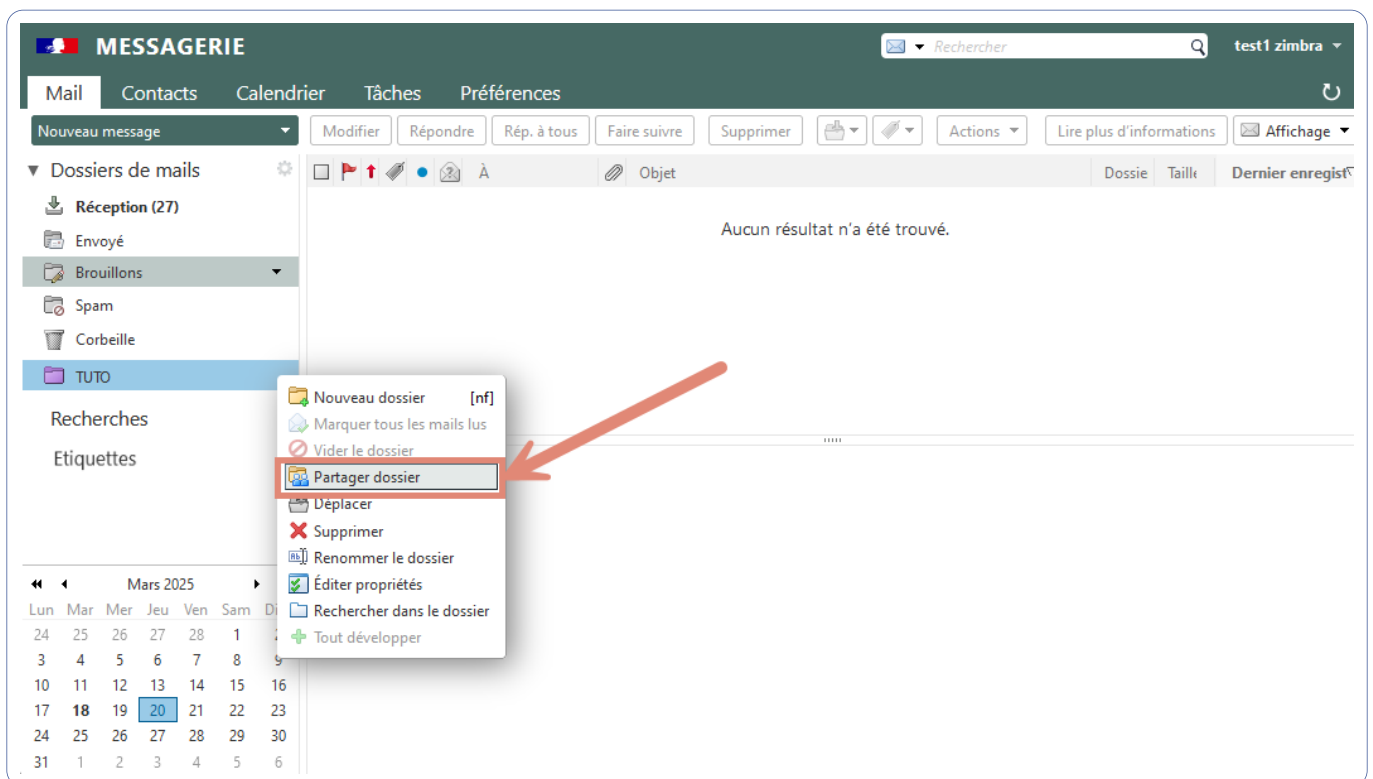 MESSAGERIE
Rechercher
test1 zimbra
Mail Contacts Calendrier Tâches Préférences
Nouveau message Modifier Répondre Rép. à tous Faire suivre Supprimer Actions Lire plus d'informations Affichage
Dossiers de mails À Objet Dossie Taille Dernier enregist
Réception (27)
Aucun résultat n'a été trouvé.
Envoyé
Brouillons
Spam
Corbeille
TUTO
Nouveau dossier [nf]
Marquer tous les mails lus
Vider le dossier
Partager dossier
Déplacer
Supprimer
Renommer le dossier
Éditer propriétés
Rechercher dans le dossier
Tout développer
Recherches
Etiquettes
Mars 2025
Lun Mar Mer Jeu Ven Sam Di
24 25 26 27 28 1
3 4 5 6 7 8 9
10 11 12 13 14 15 16
17 18 19 20 21 22 23
24 25 26 27 28 29 30
31 1 2 3 4 5 6